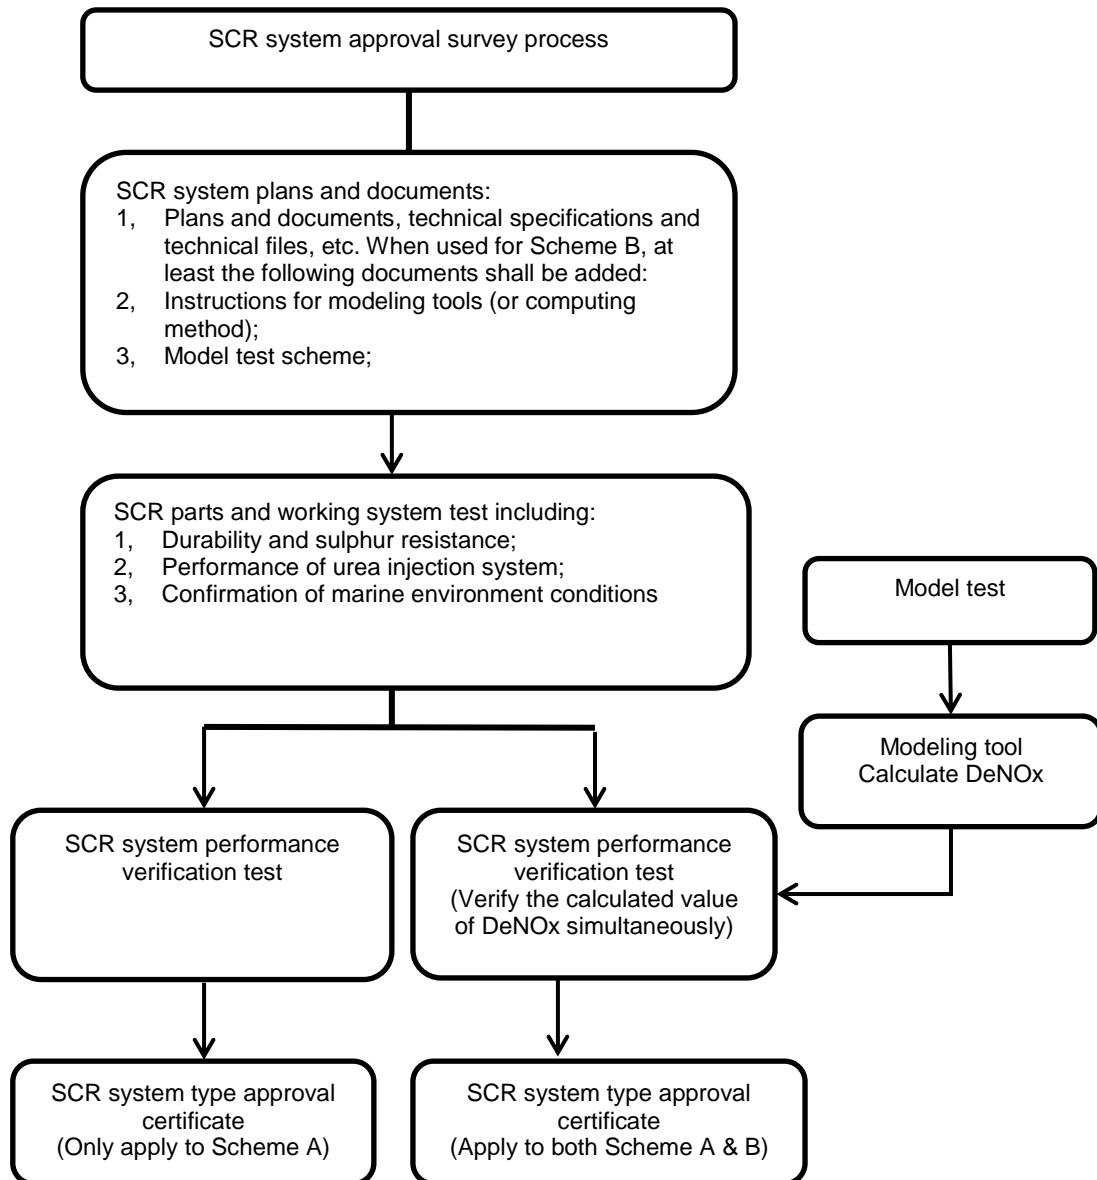 SCR system approval survey process
SCR system plans and documents:
1, Plans and documents, technical specifications and
technical files, etc. When used for Scheme B, at
least the following documents shall be added:
2, Instructions for modeling tools (or computing
method);
3, Model test scheme;
SCR parts and working system test including:
1, Durability and sulphur resistance;
2, Performance of urea injection system;
3, Confirmation of marine environment conditions
Model test
Modeling tool
Calculate DeNOx
SCR system performance
verification test
SCR system performance
verification test
(Verify the calculated value
of DeNOx simultaneously)
SCR system type approval
certificate
(Only apply to Scheme A)
SCR system type approval
certificate
(Apply to both Scheme A & B)